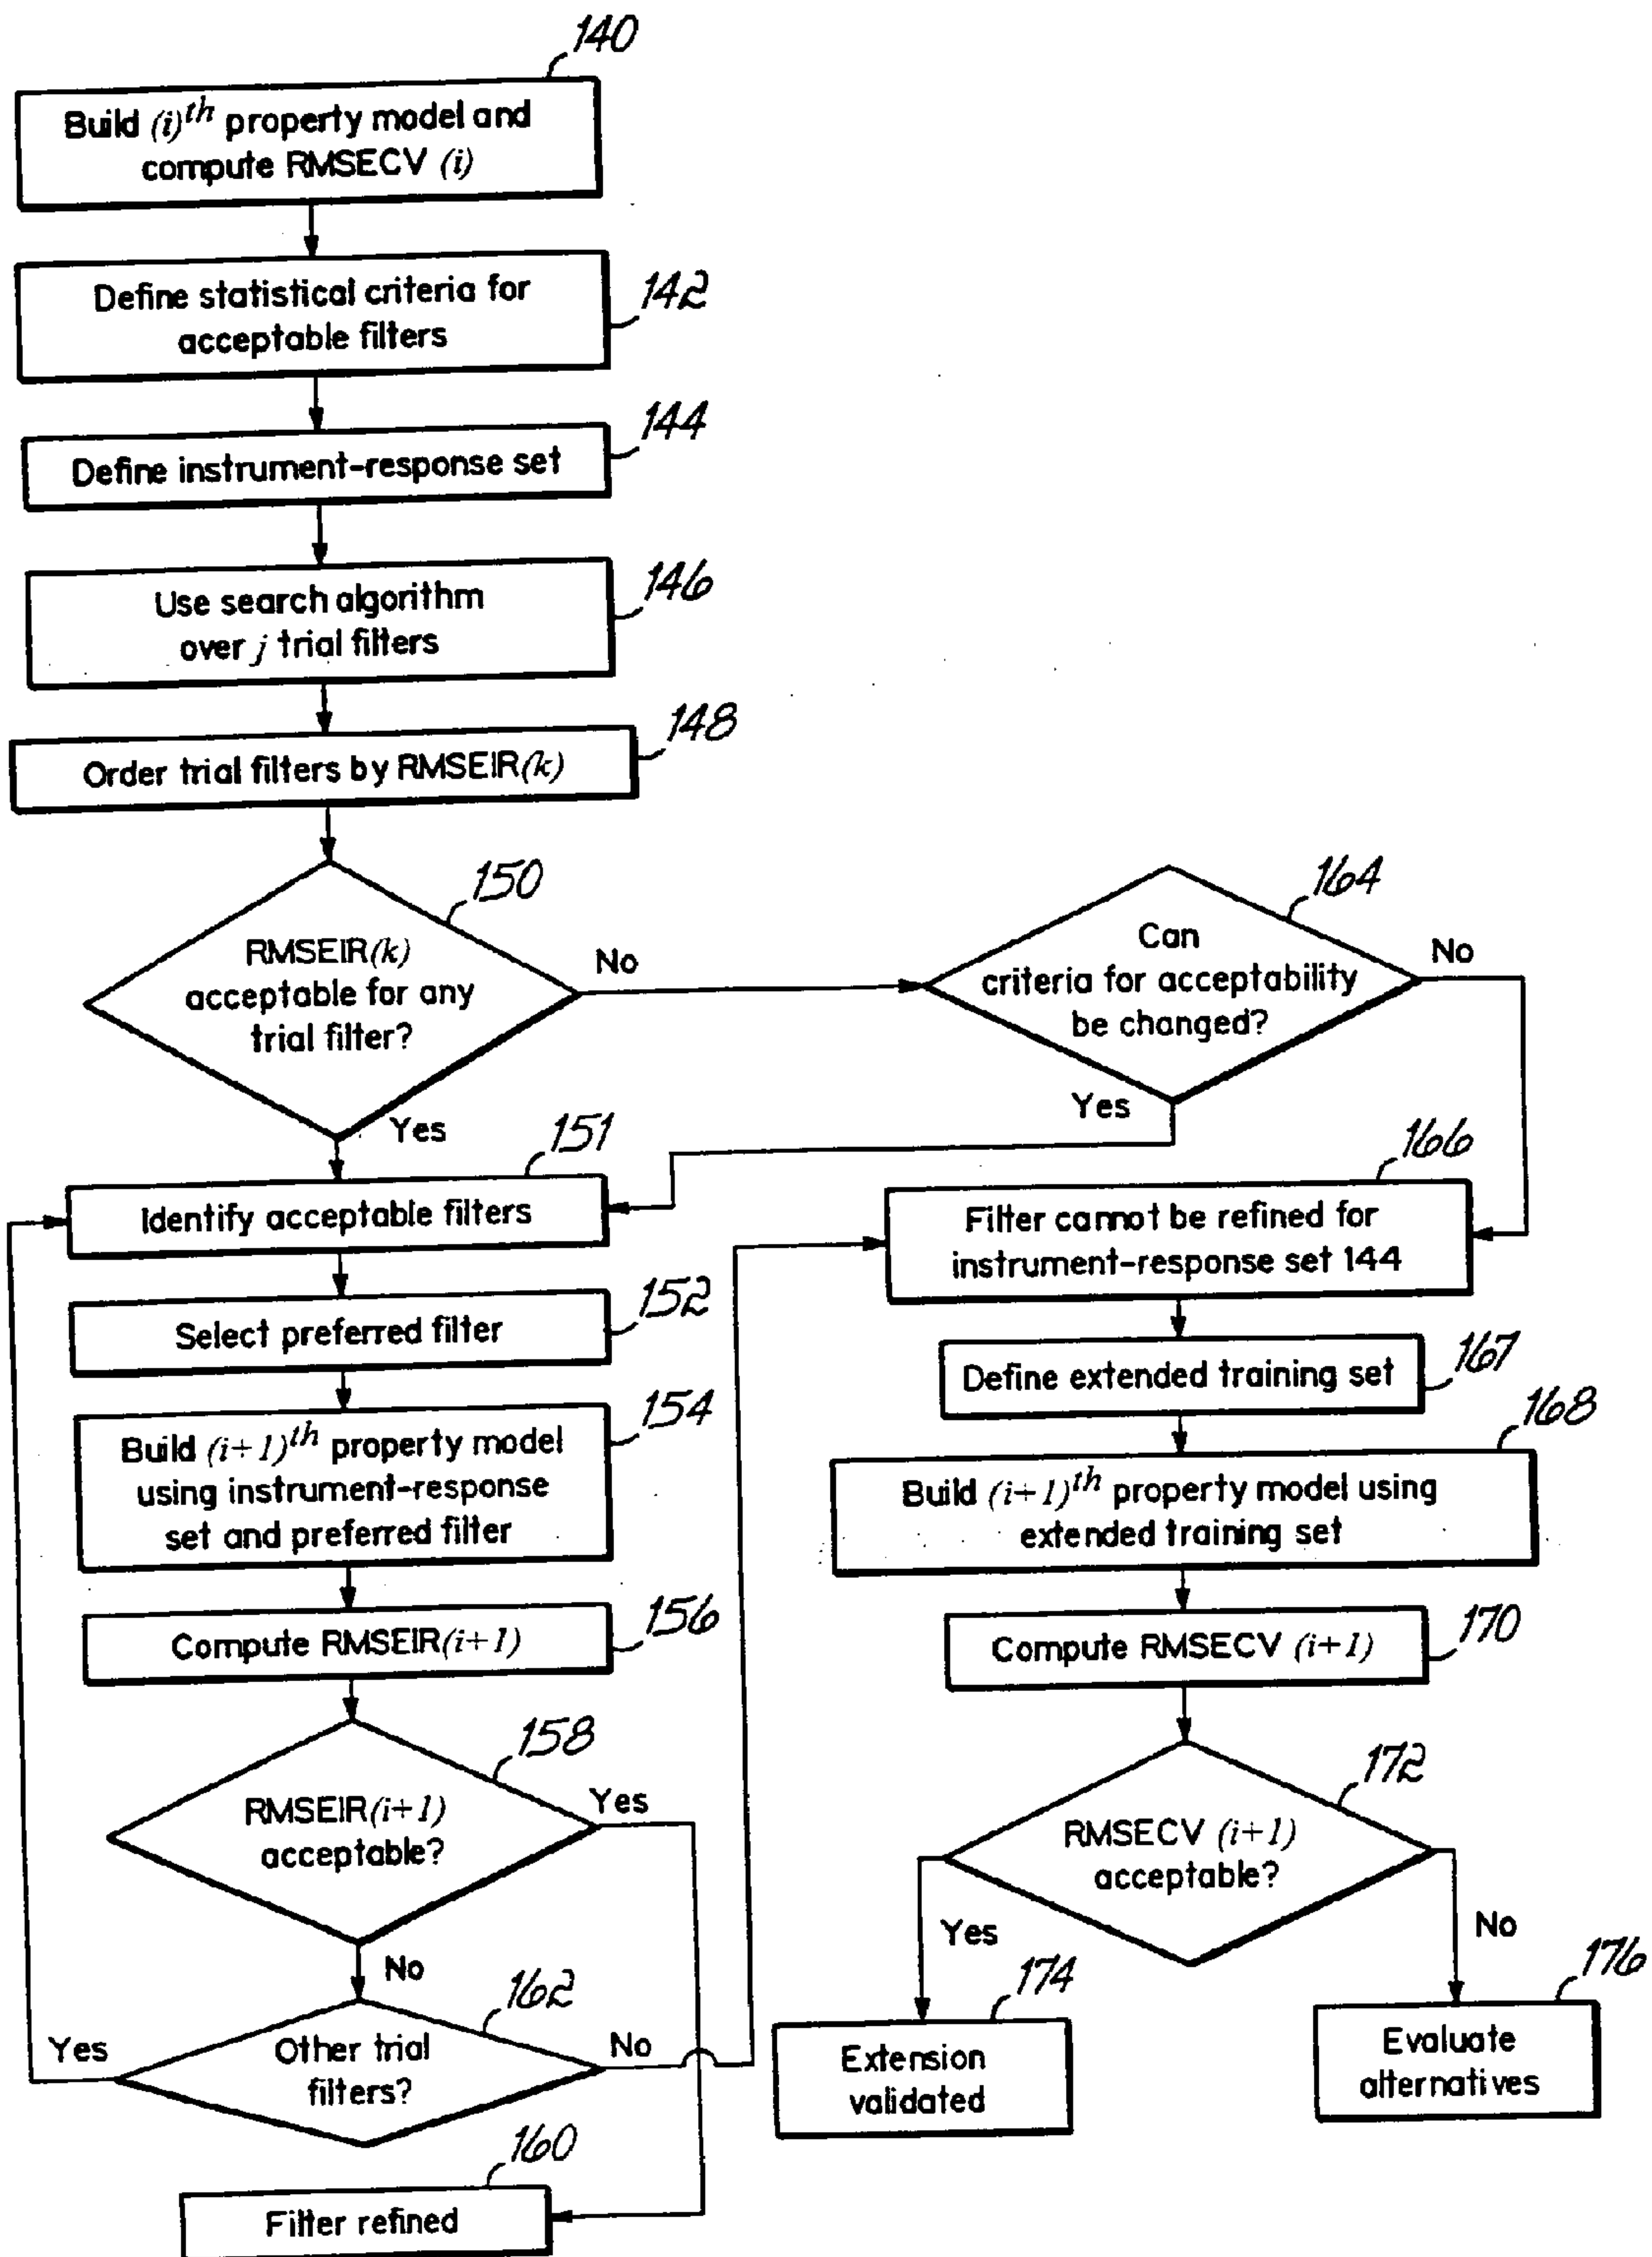 140
Build (i)th property model and
compute RMSECV (i)
Define statistical criteria for
acceptable filters
142
144
Define instrument-response set
146
Use search algorithm
over j trial filters
148
Order trial filters by RMSEIR(k)
150
RMSEIR(k)
acceptable for any
trial filter?
No
Yes
164
Can
criteria for acceptability
be changed?
No
Yes
151
Identify acceptable filters
166
Filter cannot be refined for
instrument-response set 144
152
Select preferred filter
167
Define extended training set
154
Build (i+1)th property model
using instrument-response
set and preferred filter
168
Build (i+1)th property model using
extended training set
156
Compute RMSEIR(i+1)
170
Compute RMSECV (i+1)
158
RMSEIR(i+1)
acceptable?
Yes
No
172
RMSECV (i+1)
acceptable?
Yes
No
162
Other trial
filters?
Yes
No
174
Extension
validated
176
Evaluate
alternatives
160
Filter refined